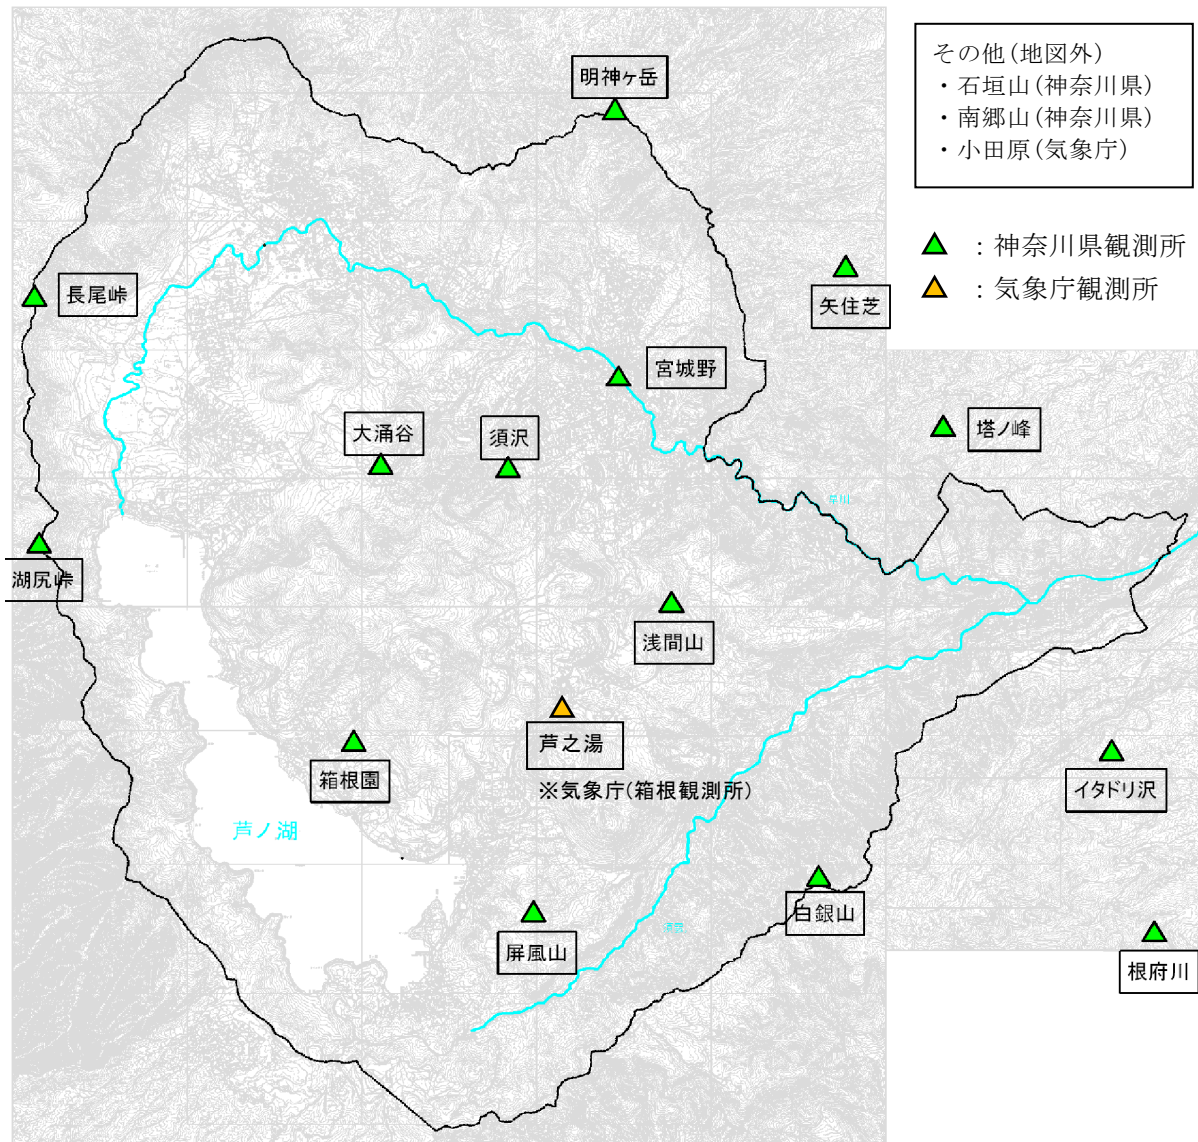 その他(地図外)
・石垣山(神奈川県)
・南郷山(神奈川県)
・小田原(気象庁)
：神奈川県観測所
：気象庁観測所
明神ヶ岳
長尾峠
矢住芝
宮城野
大涌谷
須沢
塔ノ峰
早川
湖尻峠
浅間山
芦之湯
※気象庁(箱根観測所)
箱根園
イタドリ沢
芦ノ湖
白銀山
屏風山
根府川